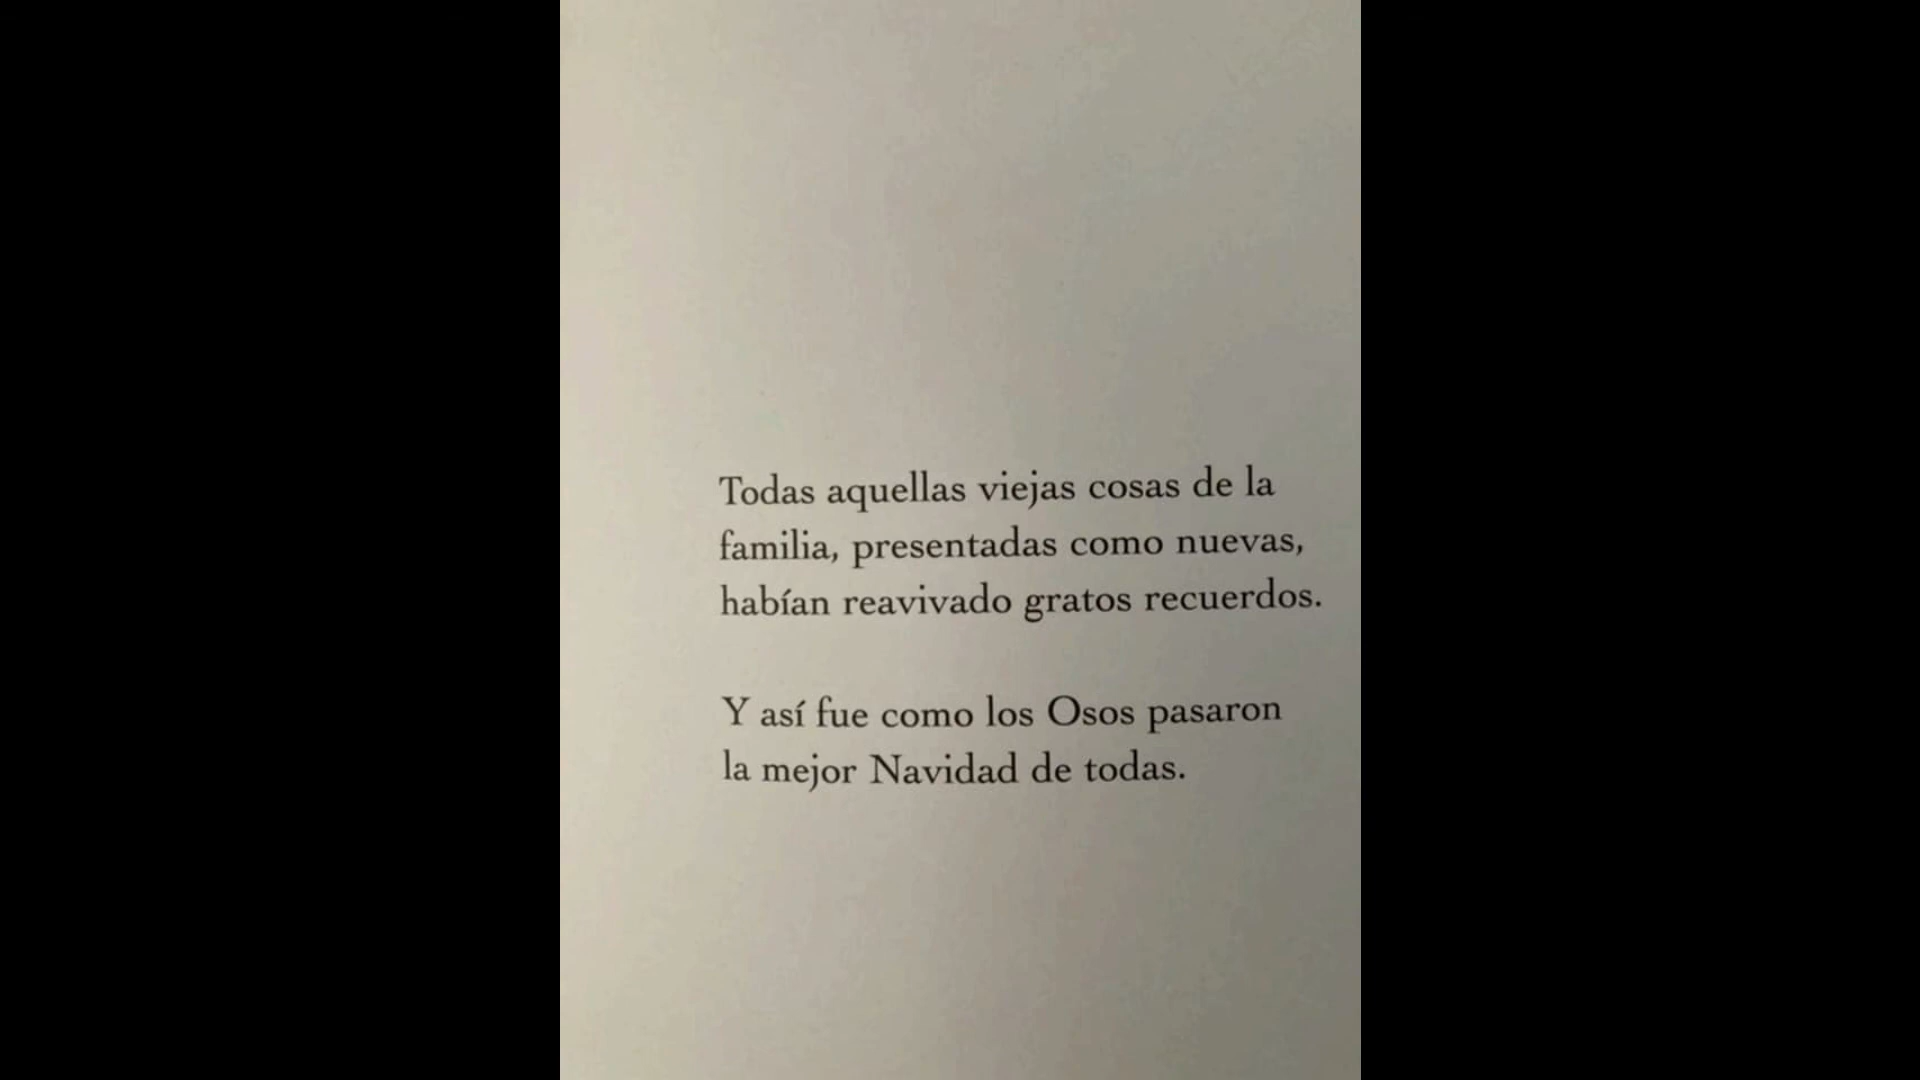 Todas aquellas viejas cosas de la
familia, presentadas como nuevas,
habían reavivado gratos recuerdos.
Y así fue como los Osos pasaron
la mejor Navidad de todas.